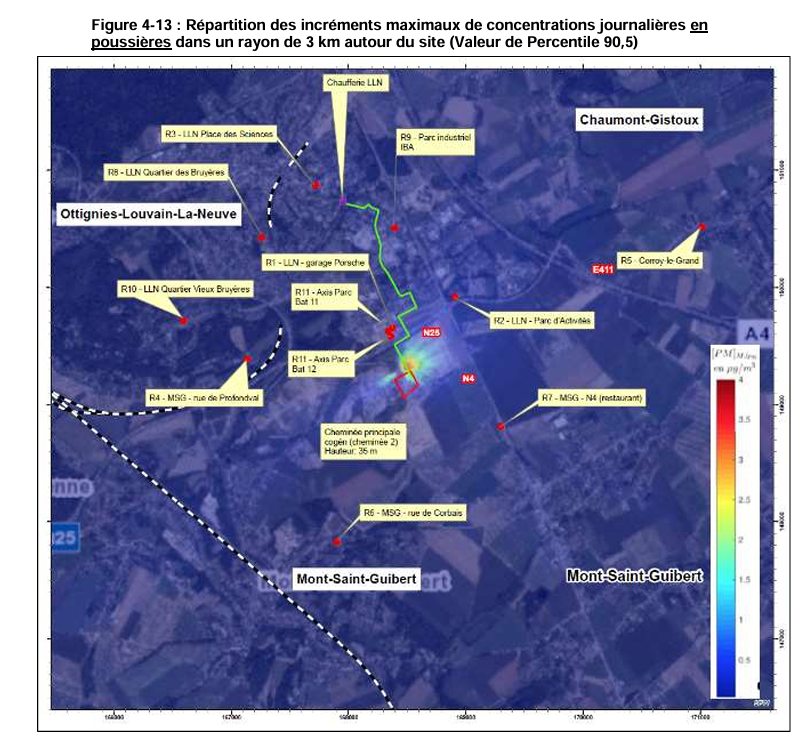 Figure 4-13 : Répartition des incréments maximaux de concentrations journalières en
poussières dans un rayon de 3 km autour du site (Valeur de Percentile 90,5)
Chaufferie LLN
Chaumont-Gistoux
R3 - LLN Place des Sciences
R9 - Parc industriel
IBA
R8 - LLN Quartier des Bruyères
Ottignies-Louvain-La-Neuve
R1 - LLN - garage Porsche
R5 - Corroy-le-Grand
E411
R10 - LLN Quartier Vieux Bruyères
R11 - Axis Parc
Bat 11
R2 - LLN - Parc d'Activités
N25
A4
R11 - Axis Parc
Bat 12
N4
R4 - MSG - rue de Profondval
R7 - MSG - N4 (restaurant)
en µg/m³
4
3.5
3
2.5
2
1.5
1
0.5
Cheminée principale
cogén (cheminée 2)
Hauteur: 35 m
nne
25
R6 - MSG - rue de Corbais
Mont-Saint-Guibert
Mont-Saint-Guibert
167000
170000
171000